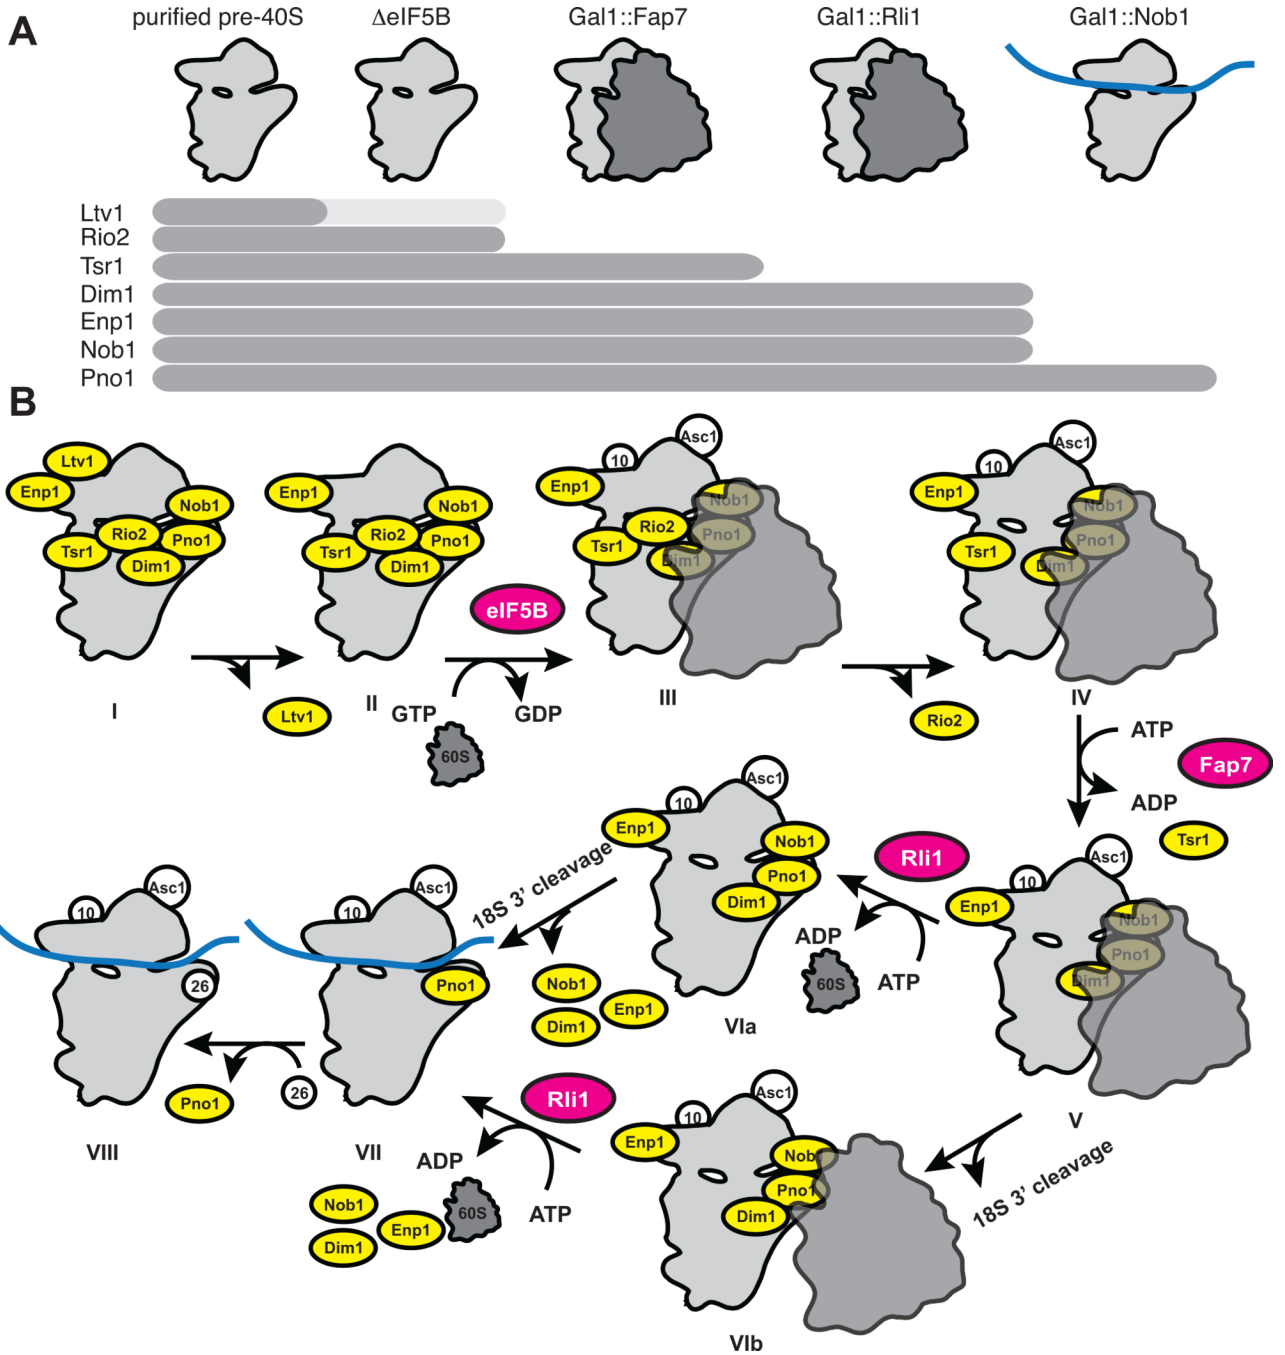 A
purified pre-40S ΔeIF5B Gal1::Fap7 Gal1::Rli1 Gal1::Nob1
Ltv1
Rio2
Tsr1
Dim1
Enp1
Nob1
Pno1
B
Ltv1
Enp1
Nob1
Rio2
Tsr1
Pno1
Dim1
I
Ltv1
Enp1
Nob1
Rio2
Tsr1
Pno1
Dim1
II
eIF5B
GTP GDP
60S
Asc1
10
Enp1
Nob1
Rio2
Pno1
Tsr1
Dim1
III
Rio2
Asc1
10
Enp1
Nob1
Pno1
Tsr1
Dim1
IV
ATP
Fap7
ADP
Tsr1
Asc1
10
Enp1
Nob1
Pno1
Dim1
V
Rli1
ADP
ATP
60S
Asc1
10
Enp1
Nob1
Pno1
Dim1
VIa
18S 3' cleavage
Nob1
Enp1
Dim1
18S 3' cleavage
Asc1
10
Enp1
Nob
Pno1
Dim1
VIb
Rli1
ADP
ATP
60S
Nob1
Enp1
Dim1
Asc1
10
Pno1
VII
26
Pno1
Asc1
10
26
VIII